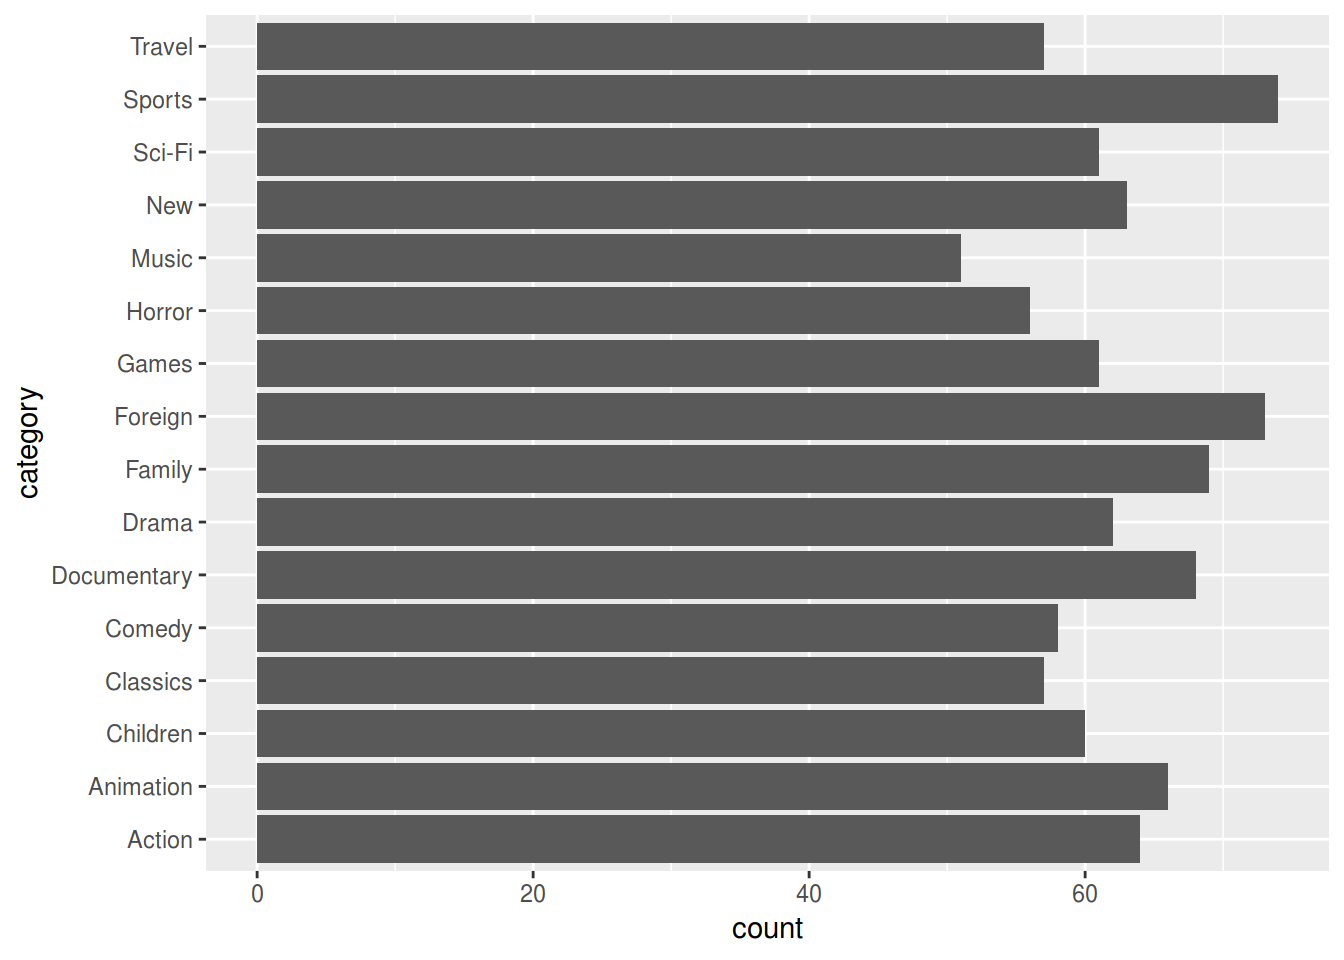 Travel
Sports
Sci-Fi
New
Music
Horror
Games
Foreign
Family
Drama
Documentary
Comedy
Classics
Children
Animation
Action
category
0 20 40 60
count